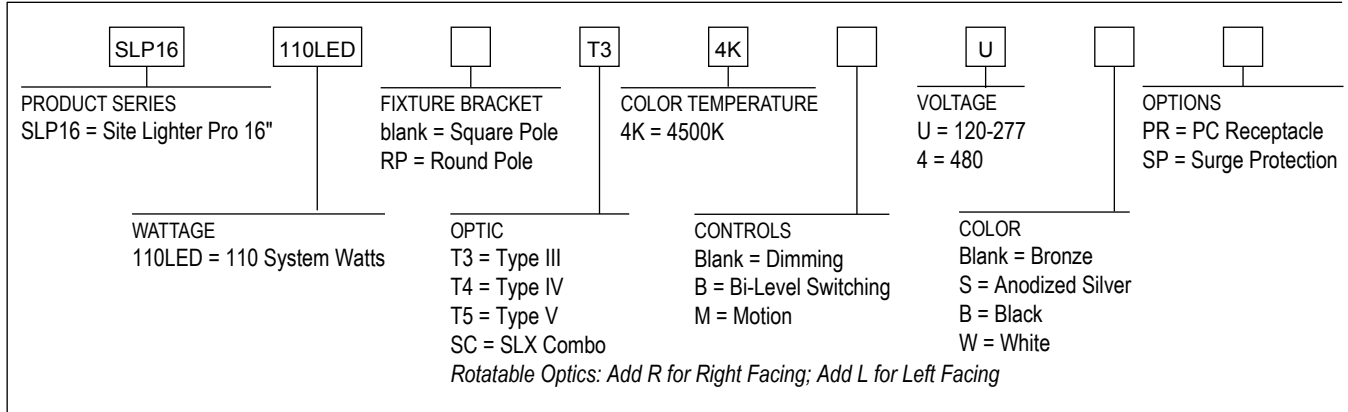 SLP16 110LED T3 4K U
PRODUCT SERIES
SLP16 = Site Lighter Pro 16"
FIXTURE BRACKET
blank = Square Pole
RP = Round Pole
COLOR TEMPERATURE
4K = 4500K
VOLTAGE
U = 120-277
4 = 480
OPTIONS
PR = PC Receptacle
SP = Surge Protection
WATTAGE
110LED = 110 System Watts
OPTIC
T3 = Type III
T4 = Type IV
T5 = Type V
SC = SLX Combo
Rotatable Optics: Add R for Right Facing; Add L for Left Facing
CONTROLS
Blank = Dimming
B = Bi-Level Switching
M = Motion
COLOR
Blank = Bronze
S = Anodized Silver
B = Black
W = White